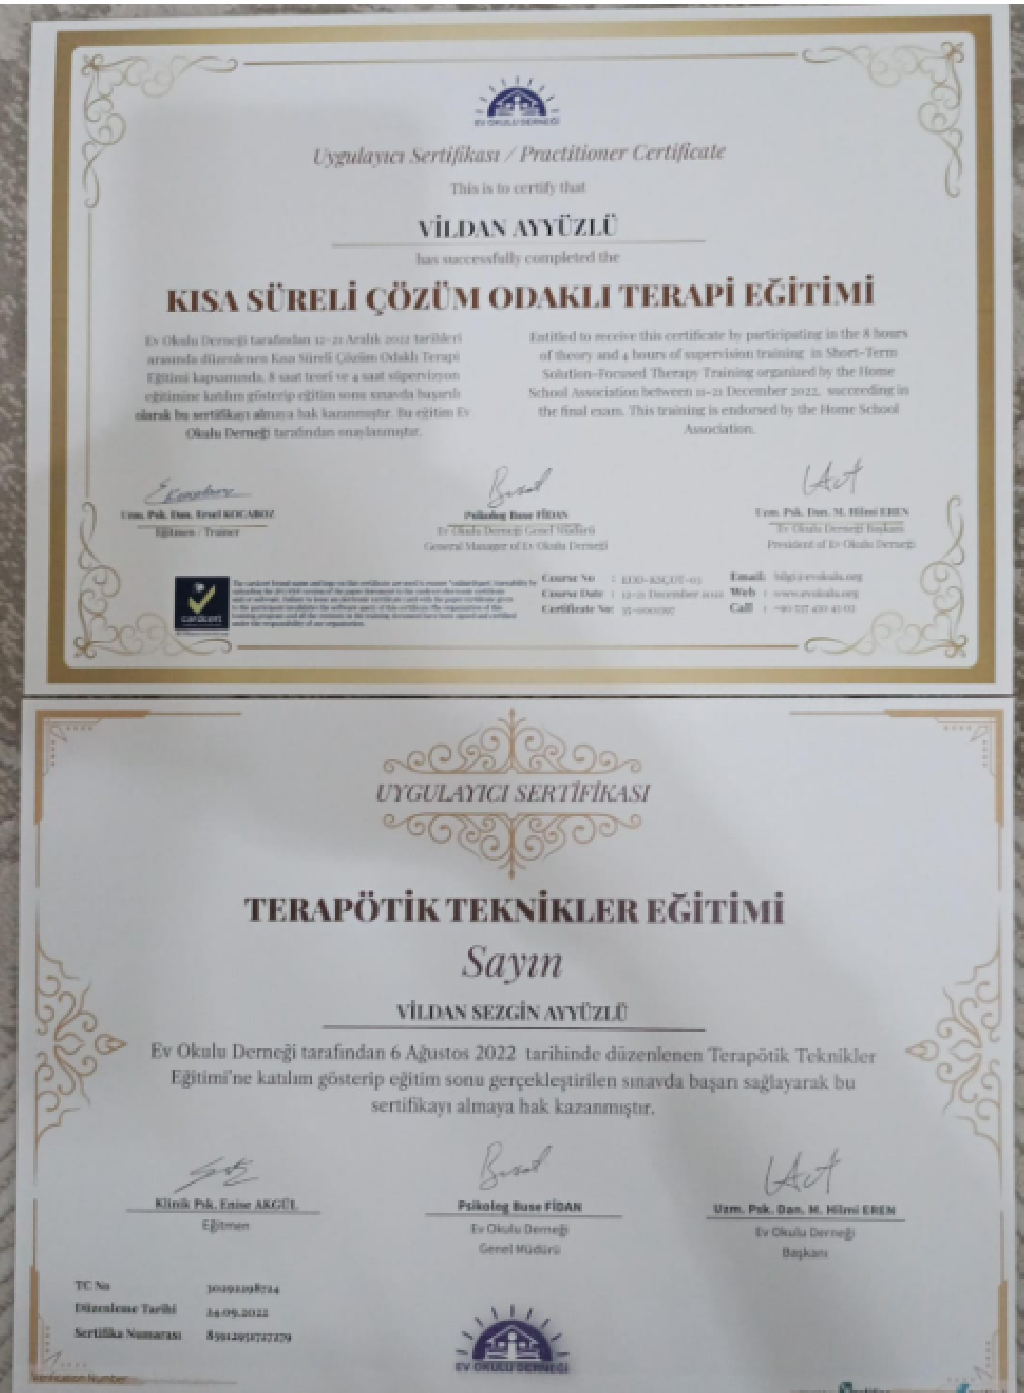 EV OKULU DERNEĞİ
Uygulayıcı Sertifikası / Practitioner Certificate
This is to certify that
VİLDAN AYYÜZLÜ
has successfully completed the
KISA SÜRELİ ÇÖZÜM ODAKLI TERAPİ EĞİTİMİ
Ev Okulu Derneği tarafından 12-21 Aralık 2022 tarihleri
arasında düzenlenen Kısa Süreli Çözüm Odaklı Terapi
Eğitimi kapsamında, 8 saat teori ve 4 saat süpervizyon
eğitimine katılım gösterip eğitim sonu sınavda başarılı
olarak bu sertifikayı almaya hak kazanmıştır. Bu eğitim Ev
Okulu Derneği tarafından onaylanmıştır.
Entitled to receive this certificate by participating in the 8 hours
of theory and 4 hours of supervision training in Short-Term
Solution-Focused Therapy Training organized by the Home
School Association between 11-21 December 2022, succeeding in
the final exam. This training is endorsed by the Home School
Association.
Uzm. Psk. Dan. Ersel KOCABOZ
Eğitmen / Trainer
Psikolog Buse FİDAN
Ev Okulu Derneği Genel Müdürü
General Manager of Ev Okulu Derneği
Uzm. Psk. Dan. M. Hilmi EREN
Ev Okulu Derneği Başkanı
President of Ev Okulu Derneği
Course No :
Course Date : 12-21 December 2022
Certificate No:
Email: bilgi@evokulu.org
Web : www.evokulu.org
Call :
UYGULAYICI SERTİFİKASI
TERAPÖTİK TEKNİKLER EĞİTİMİ
Sayın
VİLDAN SEZGİN AYYÜZLÜ
Ev Okulu Derneği tarafından 6 Ağustos 2022 tarihinde düzenlenen Terapötik Teknikler
Eğitimi'ne katılım gösterip eğitim sonu gerçekleştirilen sınavda başarı sağlayarak bu
sertifikayı almaya hak kazanmıştır.
Klinik Psk. Enise AKGÜL
Eğitmen
Psikolog Buse FİDAN
Ev Okulu Derneği
Genel Müdürü
Uzm. Psk. Dan. M. Hilmi EREN
Ev Okulu Derneği
Başkanı
TC No 30292298724
Düzenleme Tarihi 24.09.2022
Sertifika Numarası
EV OKULU DERNEĞİ
Verification Number